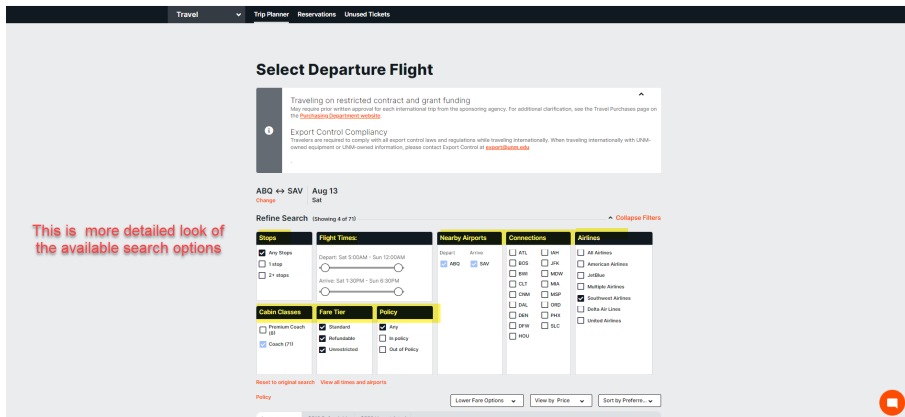 Travel
Trip Planner Reservations Unused Tickets
Select Departure Flight
Traveling on restricted contract and grant funding
May require prior written approval for each international trip from the sponsoring agency. For additional clarification, see the Travel Purchases page on
the Purchasing Department website.
Export Control Compliancy
Travelers are required to comply with all export control laws and regulations while traveling internationally. When traveling internationally with UNM-
owned equipment or UNM-owned information, please contact Export Control at export@unm.edu
.
ABQ ↔ SAV Aug 13
Change Sat
Refine Search (Showing 4 of 71)
Collapse Filters
This is more detailed look of
the available search options
Stops
Any Stops
1 stop
2+ stops
Flight Times:
Depart: Sat 5:00AM - Sun 12:00AM
Arrive: Sat 1:30PM - Sun 6:30PM
Nearby Airports
Depart Arrive
ABQ SAV
Connections
ATL IAH
BOS JFK
BWI MDW
CLT MIA
CNM MSP
DAL ORD
DEN PHX
DFW SLC
HOU
Airlines
All Airlines
American Airlines
JetBlue
Multiple Airlines
Southwest Airlines
Delta Air Lines
United Airlines
Cabin Classes
Premium Coach
(8)
Coach (71)
Fare Tier
Standard
Refundable
Unrestricted
Policy
Any
In policy
Out of Policy
Reset to original search View all times and airports
Policy
Lower Fare Options
View by Price
Sort by Preferre...